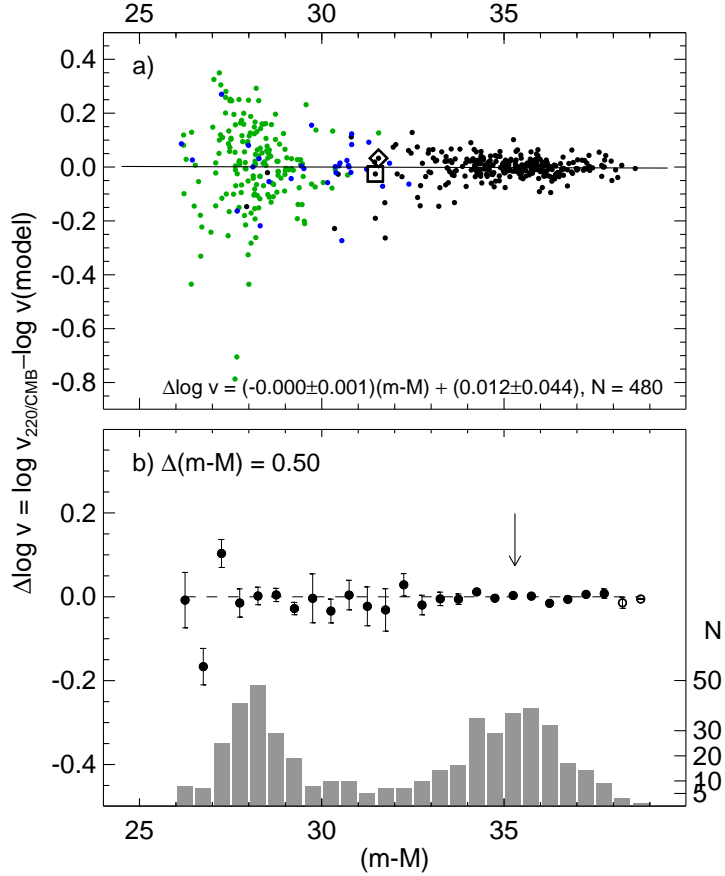 25 30 35
a)
0.4
0.2
0.0
-0.2
-0.4
-0.6
-0.8
Δlog v = (-0.000±0.001)(m-M) + (0.012±0.044), N = 480
Δlog v = log v220/CMB−log v(model)
b) Δ(m-M) = 0.50
0.2
0.0
-0.2
-0.4
N
50
30
20
10
5
25 30 35
(m-M)